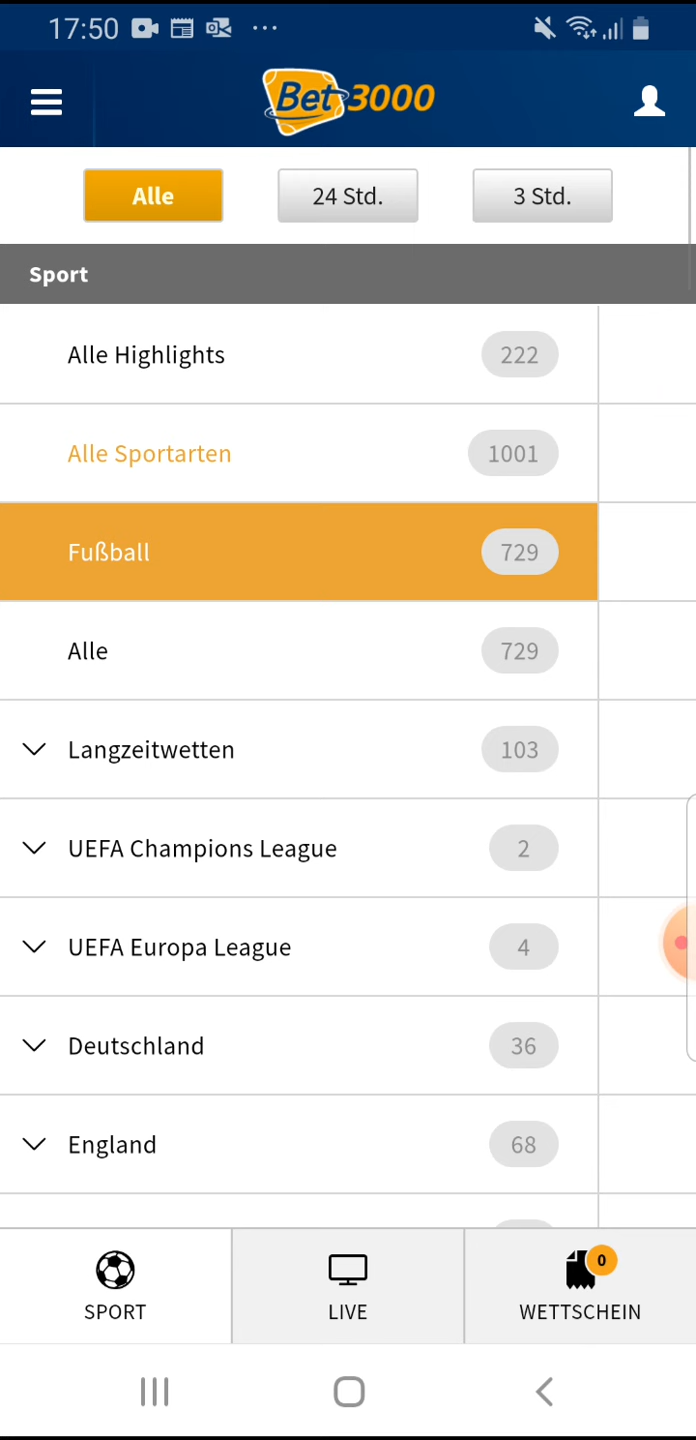 17:50
Bet3000
Alle 24 Std. 3 Std.
Sport
Alle Highlights 222
Alle Sportarten 1001
Fußball 729
Alle 729
Langzeitwetten 103
UEFA Champions League 2
UEFA Europa League 4
Deutschland 36
England 68
0
SPORT LIVE WETTSCHEIN